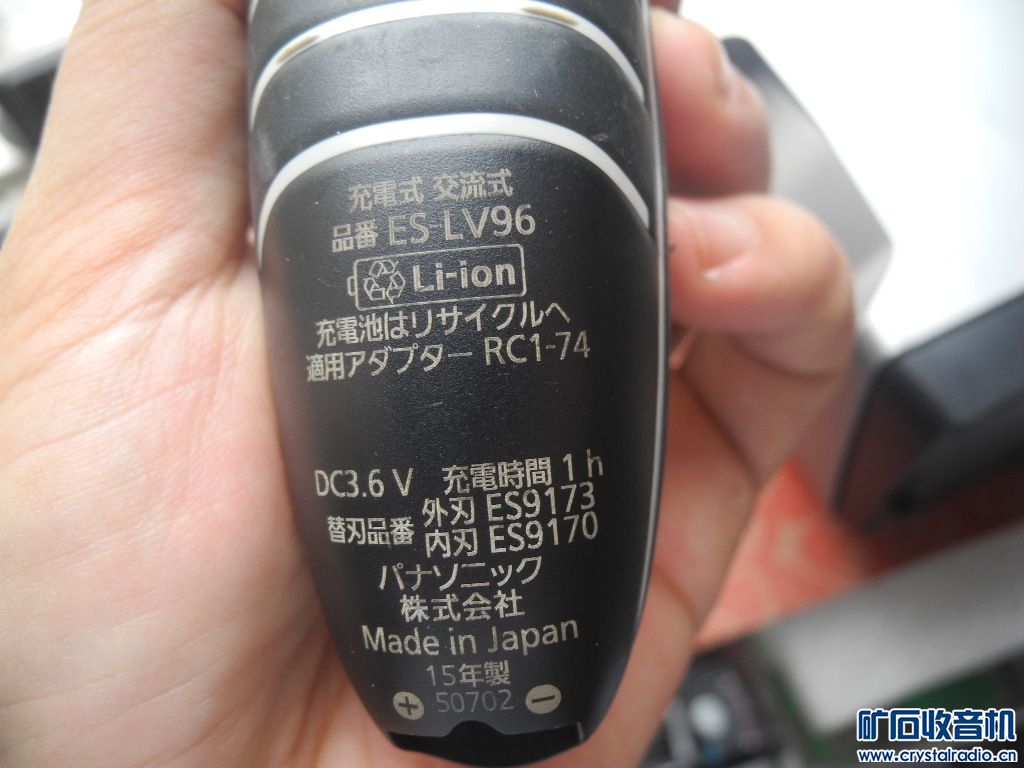 充電式 交流式
品番 ES-LV96
Li-ion
充電池はリサイクルへ
適用アダプター RC1-74
DC3.6 V 充電時間 1 h
替刃品番 外刃 ES9173
内刃 ES9170
パナソニック
株式会社
Made in Japan
15年製
+ 50702 −
矿石收音机
www.crystalradio.cn